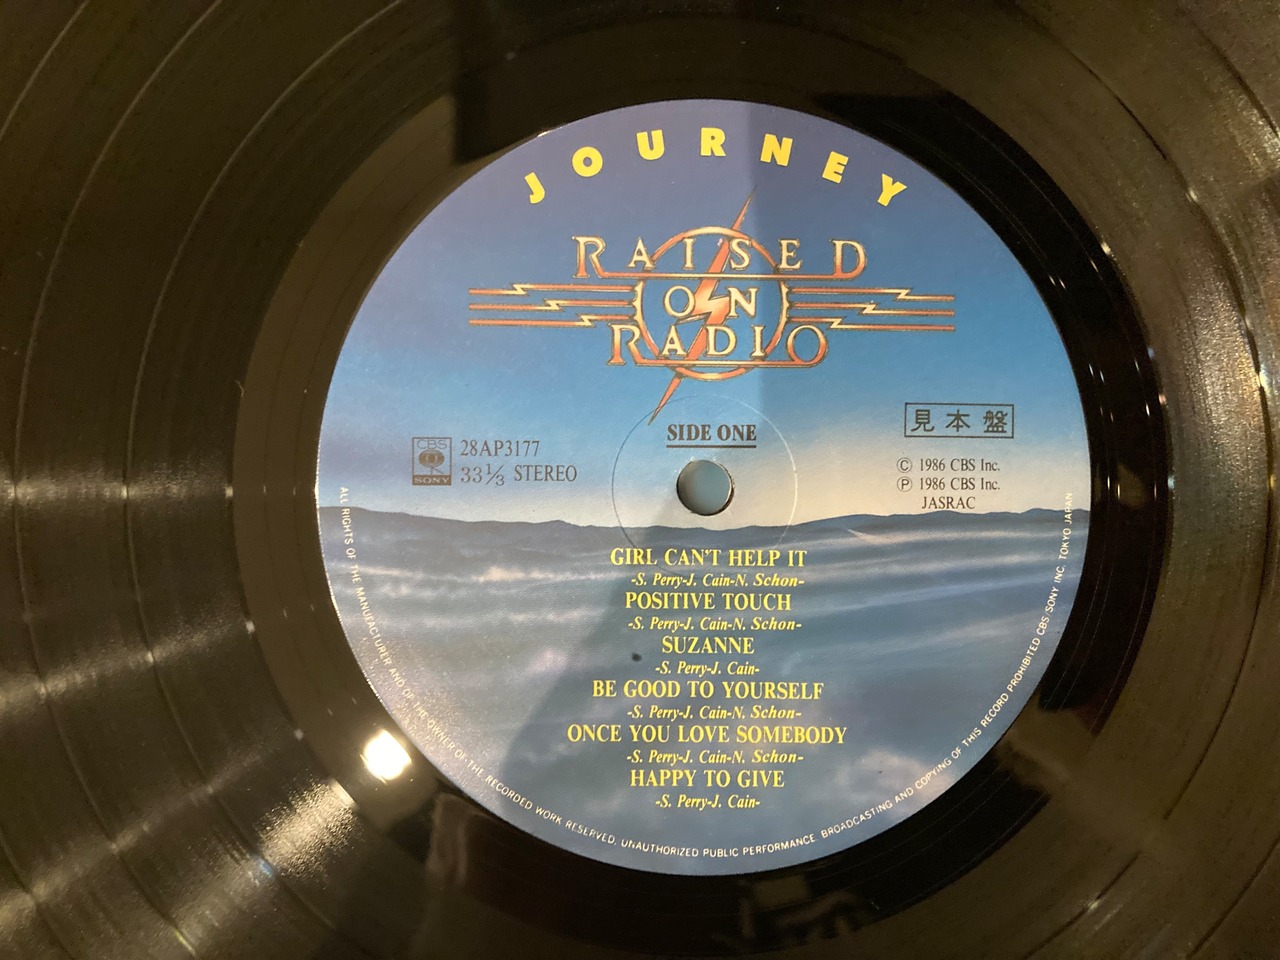 JOURNEY
RAISED
ON
RADIO
SIDE ONE
CBS
SONY
28AP3177
33 1/3 STEREO
見本盤
Ⓒ 1986 CBS Inc.
Ⓟ 1986 CBS Inc.
JASRAC
GIRL CAN'T HELP IT
-S. Perry-J. Cain-N. Schon-
POSITIVE TOUCH
-S. Perry-J. Cain-N. Schon-
SUZANNE
-S. Perry-J. Cain-
BE GOOD TO YOURSELF
-S. Perry-J. Cain-N. Schon-
ONCE YOU LOVE SOMEBODY
-S. Perry-J. Cain-N. Schon-
HAPPY TO GIVE
-S. Perry-J. Cain-
ALL RIGHTS OF THE MANUFACTURER AND OF THE OWNER OF THE RECORDED WORK RESERVED, UNAUTHORIZED PUBLIC PERFORMANCE BROADCASTING AND COPYING OF THIS RECORD PROHIBITED CBS/SONY INC. TOKYO JAPAN